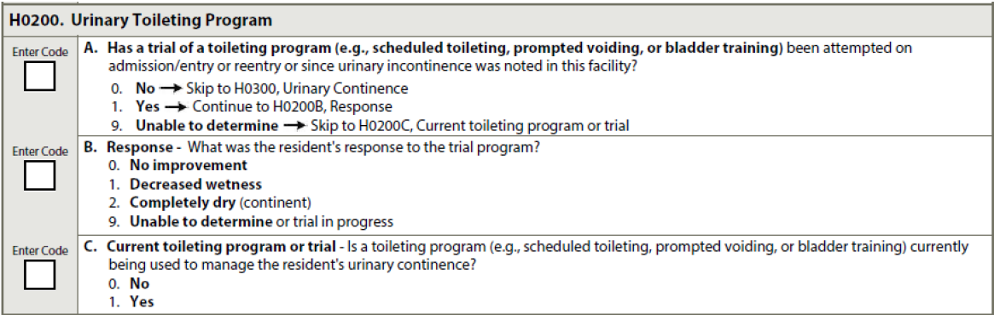 H0200. Urinary Toileting Program
Enter Code
A. Has a trial of a toileting program (e.g., scheduled toileting, prompted voiding, or bladder training) been attempted on
admission/entry or reentry or since urinary incontinence was noted in this facility?
0. No → Skip to H0300, Urinary Continence
1. Yes → Continue to H0200B, Response
9. Unable to determine → Skip to H0200C, Current toileting program or trial
Enter Code
B. Response - What was the resident's response to the trial program?
0. No improvement
1. Decreased wetness
2. Completely dry (continent)
9. Unable to determine or trial in progress
Enter Code
C. Current toileting program or trial - Is a toileting program (e.g., scheduled toileting, prompted voiding, or bladder training) currently
being used to manage the resident's urinary continence?
0. No
1. Yes